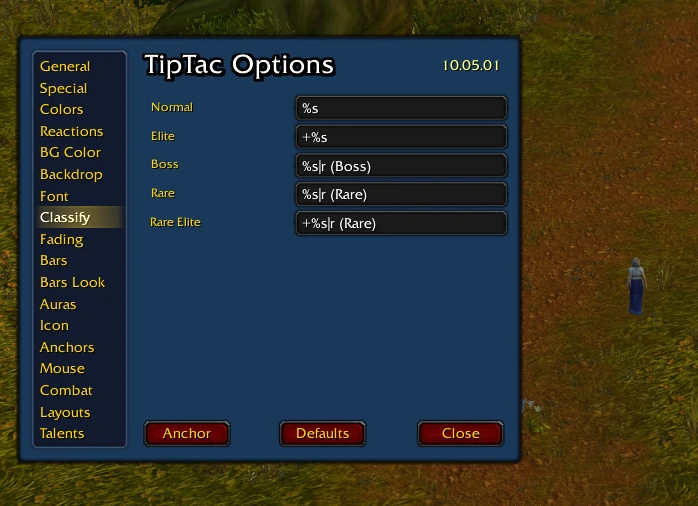 TipTac Options
10.05.01
General
Special
Colors
Reactions
BG Color
Backdrop
Font
Classify
Fading
Bars
Bars Look
Auras
Icon
Anchors
Mouse
Combat
Layouts
Talents
Normal %s
Elite +%s
Boss %s|r (Boss)
Rare %s|r (Rare)
Rare Elite +%s|r (Rare)
Anchor Defaults Close